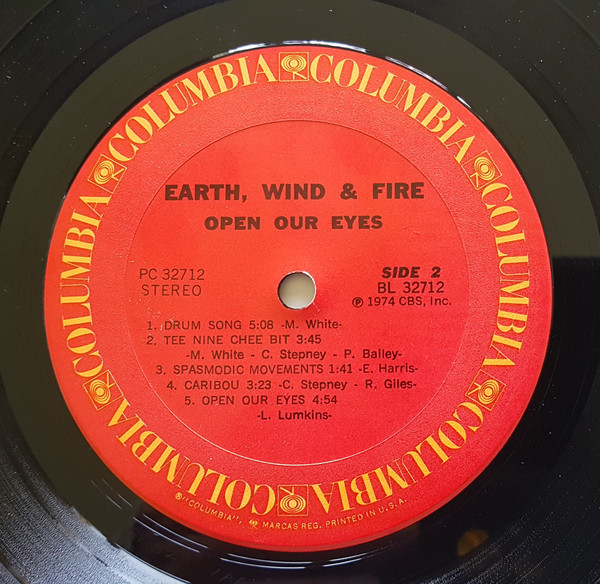 COLUMBIA COLUMBIA COLUMBIA COLUMBIA COLUMBIA COLUMBIA COLUMBIA COLUMBIA
EARTH, WIND & FIRE
OPEN OUR EYES
PC 32712
STEREO
SIDE 2
BL 32712
Ⓟ 1974 CBS, Inc.
1. DRUM SONG 5:08 -M. White-
2. TEE NINE CHEE BIT 3:45
-M. White - C. Stepney - P. Bailey-
3. SPASMODIC MOVEMENTS 1:41 -E. Harris-
4. CARIBOU 3:23 -C. Stepney - R. Giles-
5. OPEN OUR EYES 4:54
-L. Lumkins-
®"COLUMBIA", MARCAS REG. PRINTED IN U.S.A.